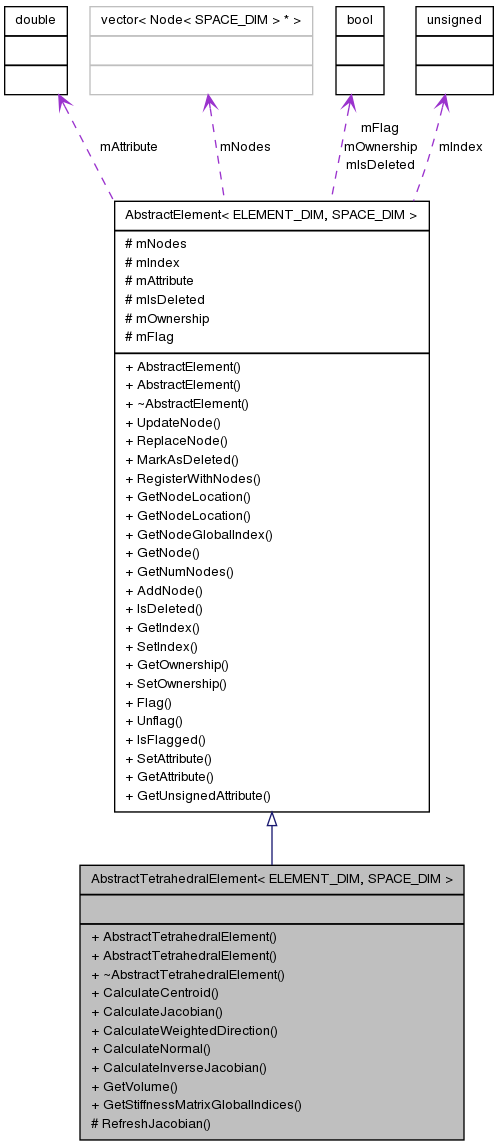 double
vector< Node< SPACE_DIM > * >
bool
unsigned
mAttribute
mNodes
mFlag
mOwnership
mIsDeleted
mIndex
AbstractElement< ELEMENT_DIM, SPACE_DIM >
# mNodes
# mIndex
# mAttribute
# mIsDeleted
# mOwnership
# mFlag
+ AbstractElement()
+ AbstractElement()
+ ~AbstractElement()
+ UpdateNode()
+ ReplaceNode()
+ MarkAsDeleted()
+ RegisterWithNodes()
+ GetNodeLocation()
+ GetNodeLocation()
+ GetNodeGlobalIndex()
+ GetNode()
+ GetNumNodes()
+ AddNode()
+ IsDeleted()
+ GetIndex()
+ SetIndex()
+ GetOwnership()
+ SetOwnership()
+ Flag()
+ Unflag()
+ IsFlagged()
+ SetAttribute()
+ GetAttribute()
+ GetUnsignedAttribute()
AbstractTetrahedralElement< ELEMENT_DIM, SPACE_DIM >
+ AbstractTetrahedralElement()
+ AbstractTetrahedralElement()
+ ~AbstractTetrahedralElement()
+ CalculateCentroid()
+ CalculateJacobian()
+ CalculateWeightedDirection()
+ CalculateNormal()
+ CalculateInverseJacobian()
+ GetVolume()
+ GetStiffnessMatrixGlobalIndices()
# RefreshJacobian()